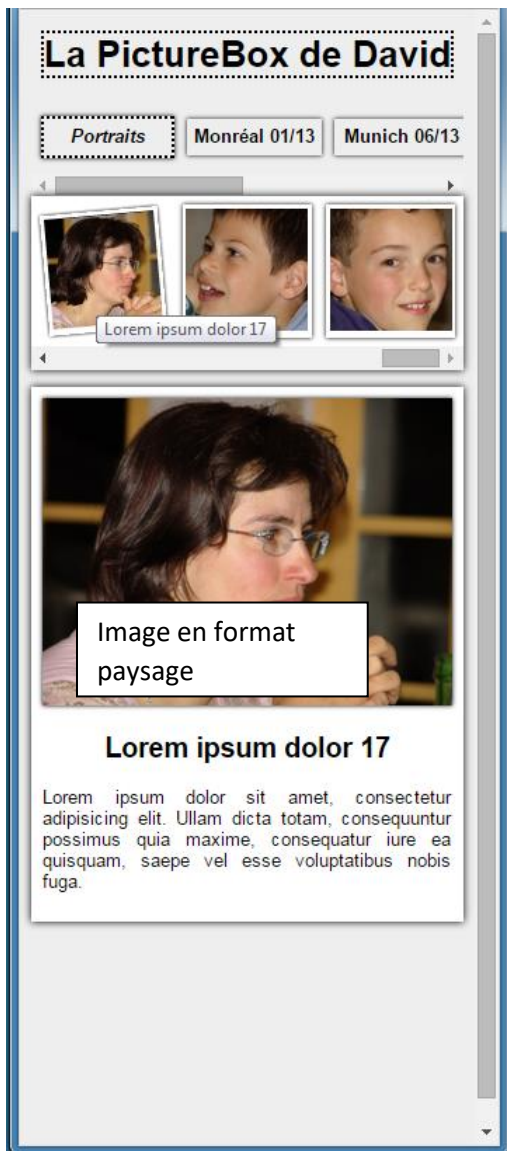 La PictureBox de David
Portraits
Monréal 01/13
Munich 06/13
Lorem ipsum dolor 17
Image en format
paysage
Lorem ipsum dolor 17
Lorem ipsum dolor sit amet, consectetur
adipisicing elit. Ullam dicta totam, consequuntur
possimus quia maxime, consequatur iure ea
quisquam, saepe vel esse voluptatibus nobis
fuga.